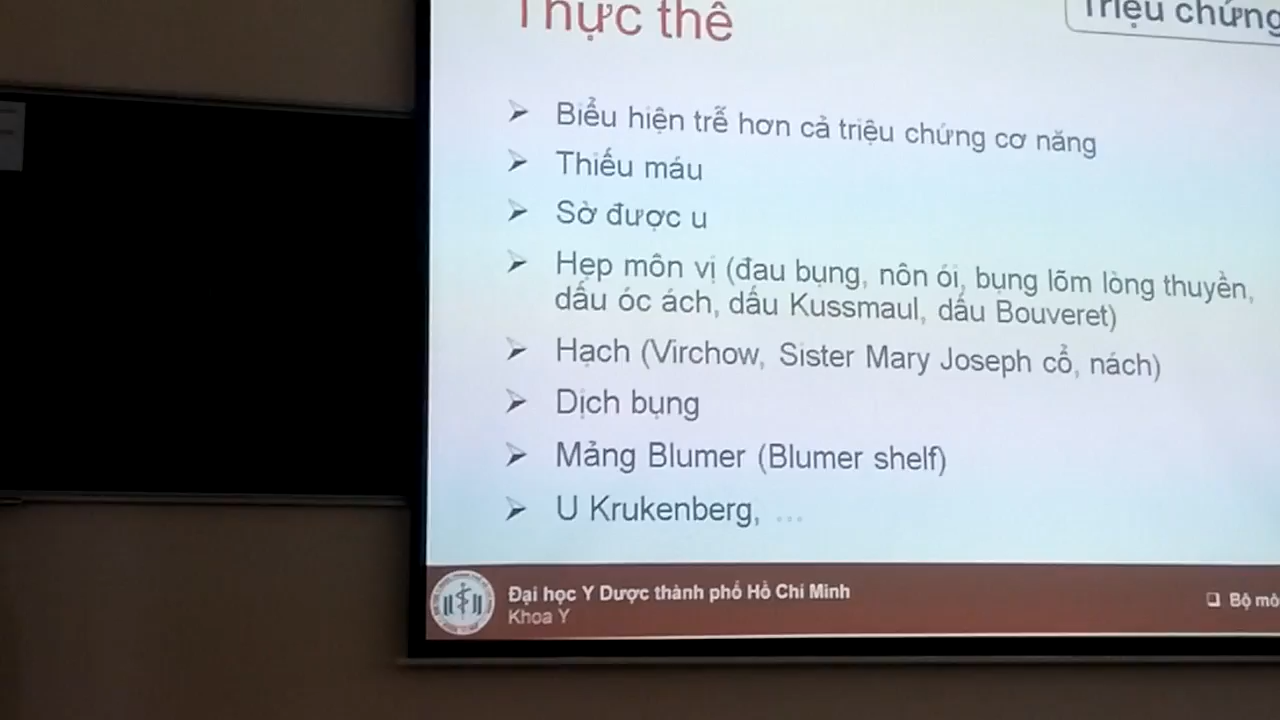 Thực thể
Triệu chứng
Biểu hiện trễ hơn cả triệu chứng cơ năng
Thiếu máu
Sờ được u
Hẹp môn vị (đau bụng, nôn ói, bụng lõm lòng thuyền,
dấu óc ách, dấu Kussmaul, dấu Bouveret)
Hạch (Virchow, Sister Mary Joseph cổ, nách)
Dịch bụng
Mảng Blumer (Blumer shelf)
U Krukenberg, ...
Đại học Y Dược thành phố Hồ Chí Minh
Khoa Y
Bộ